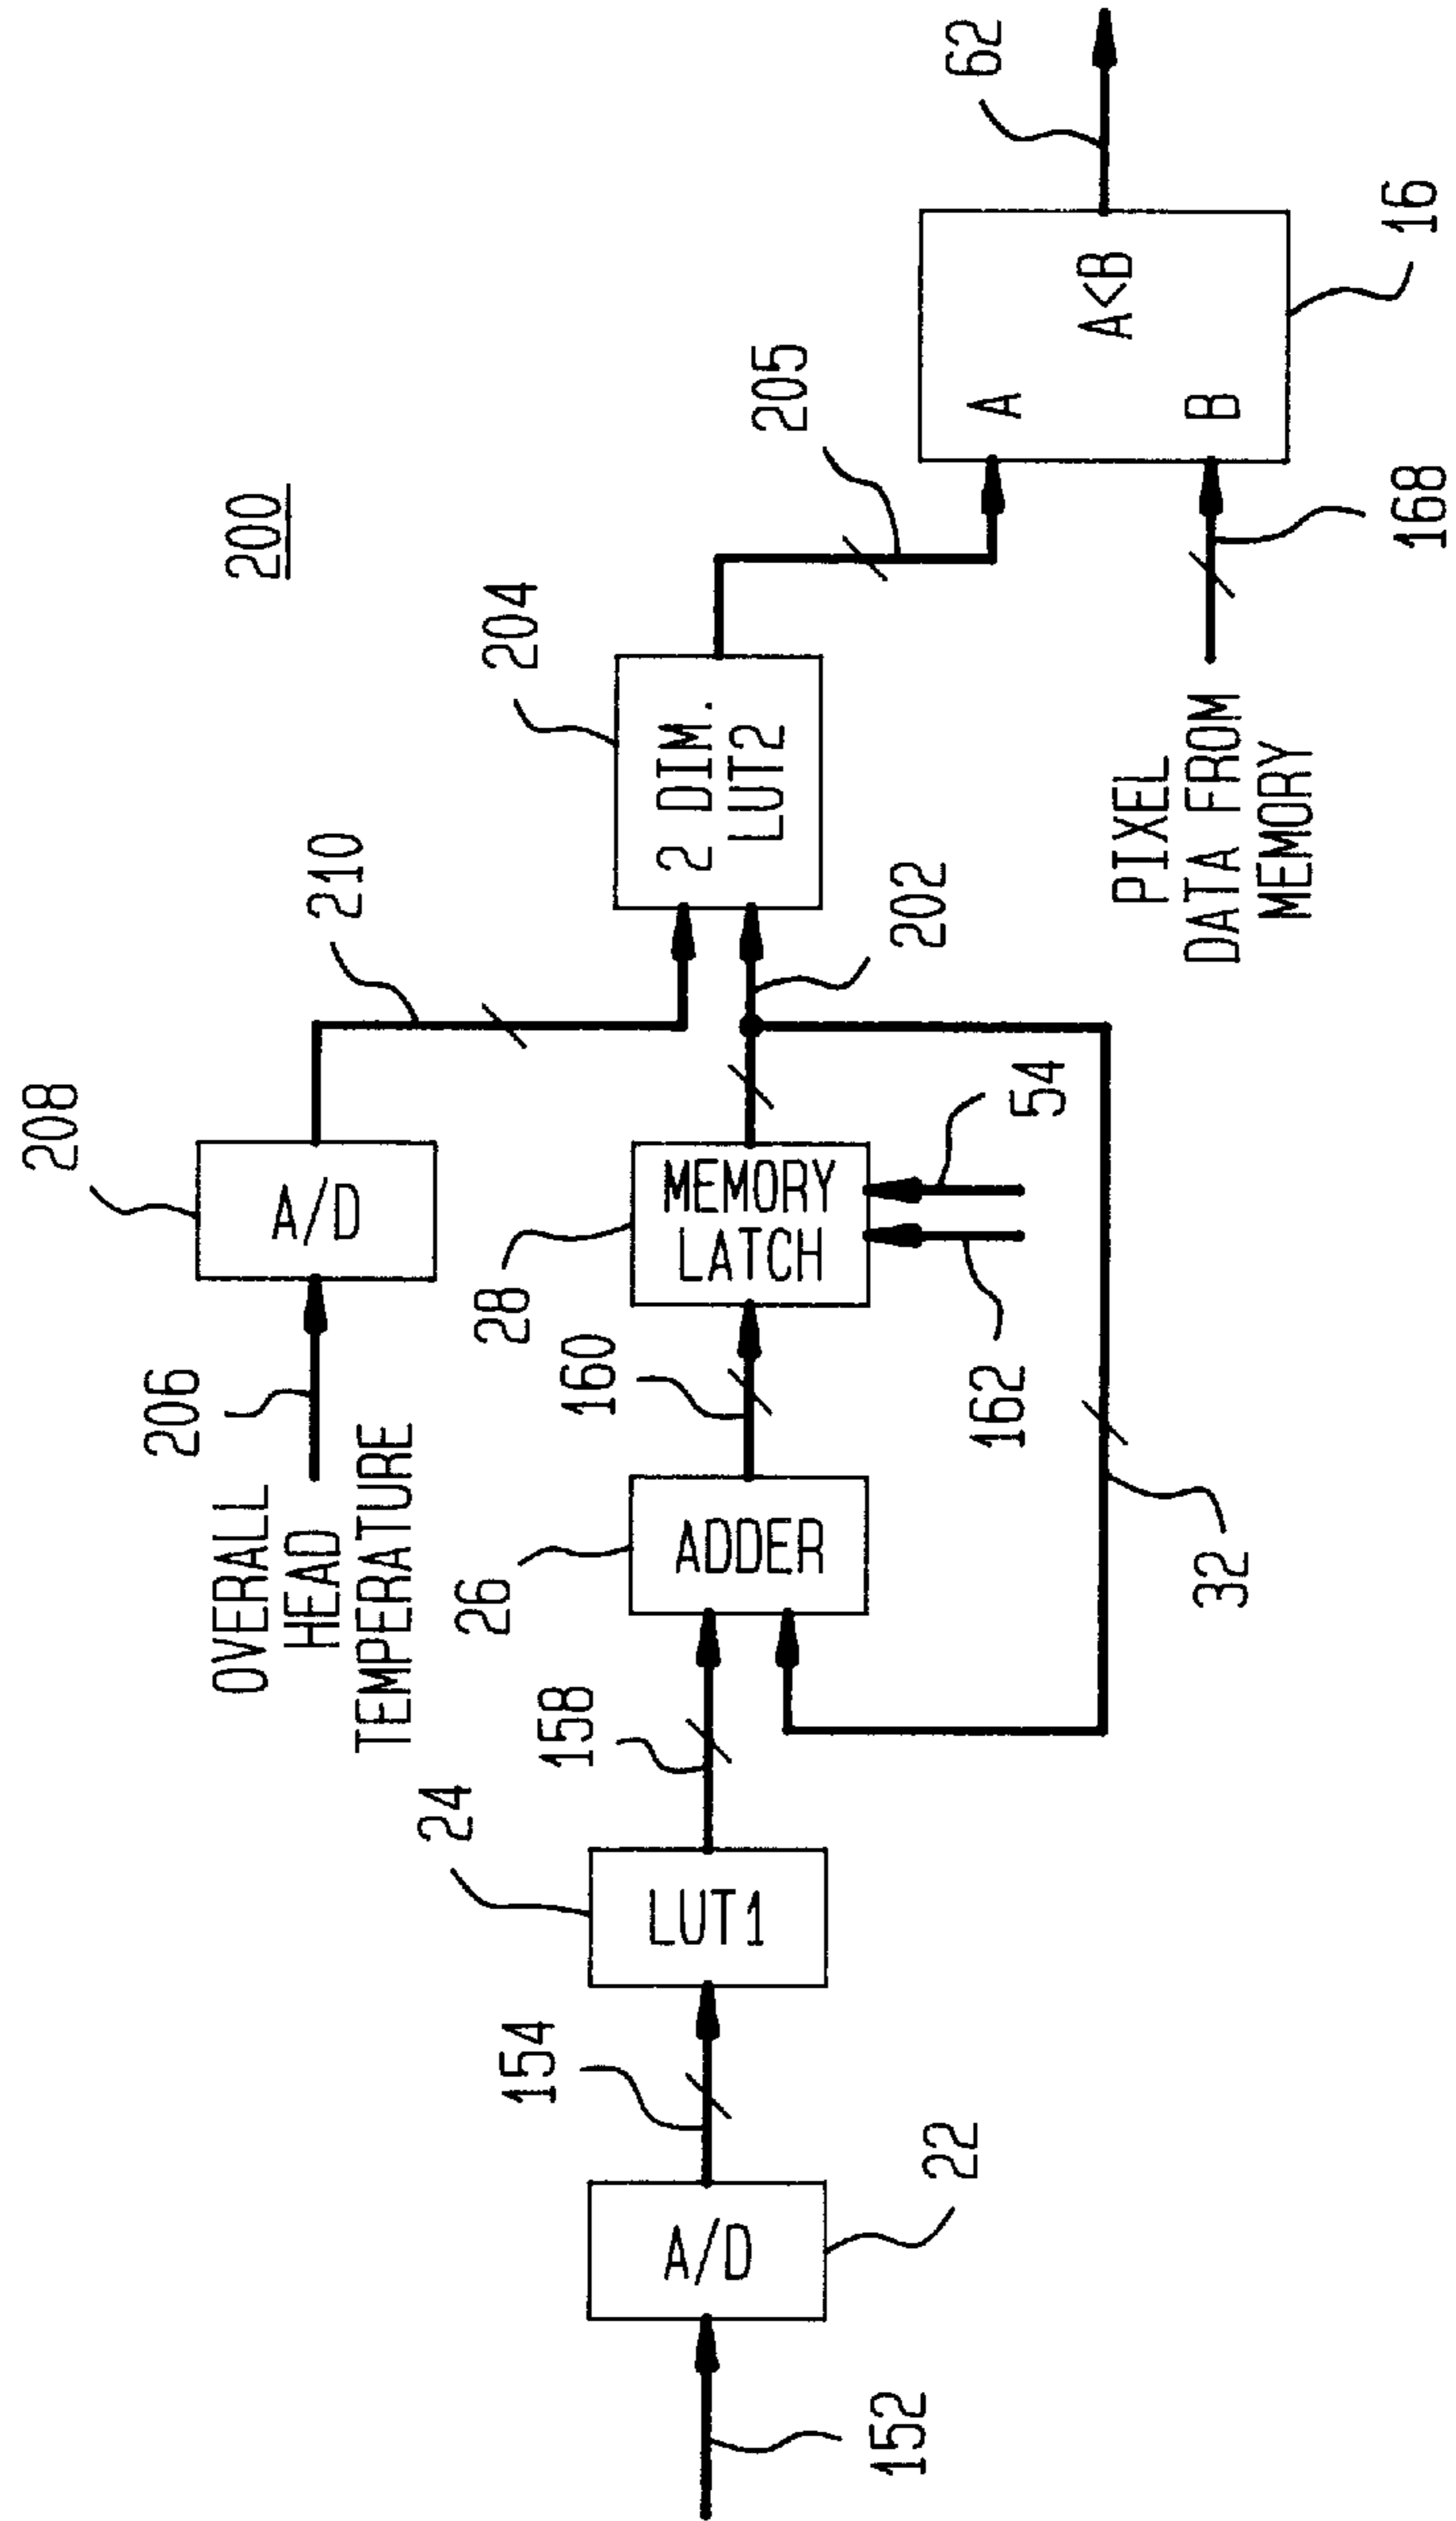 200
208
A/D
206
OVERALL
HEAD
TEMPERATURE
210
152
A/D
22
154
LUT1
24
158
ADDER
26
160
MEMORY
LATCH
28
162
54
32
202
2 DIM.
LUT2
204
205
A
B
A<B
16
62
168
PIXEL
DATA FROM
MEMORY